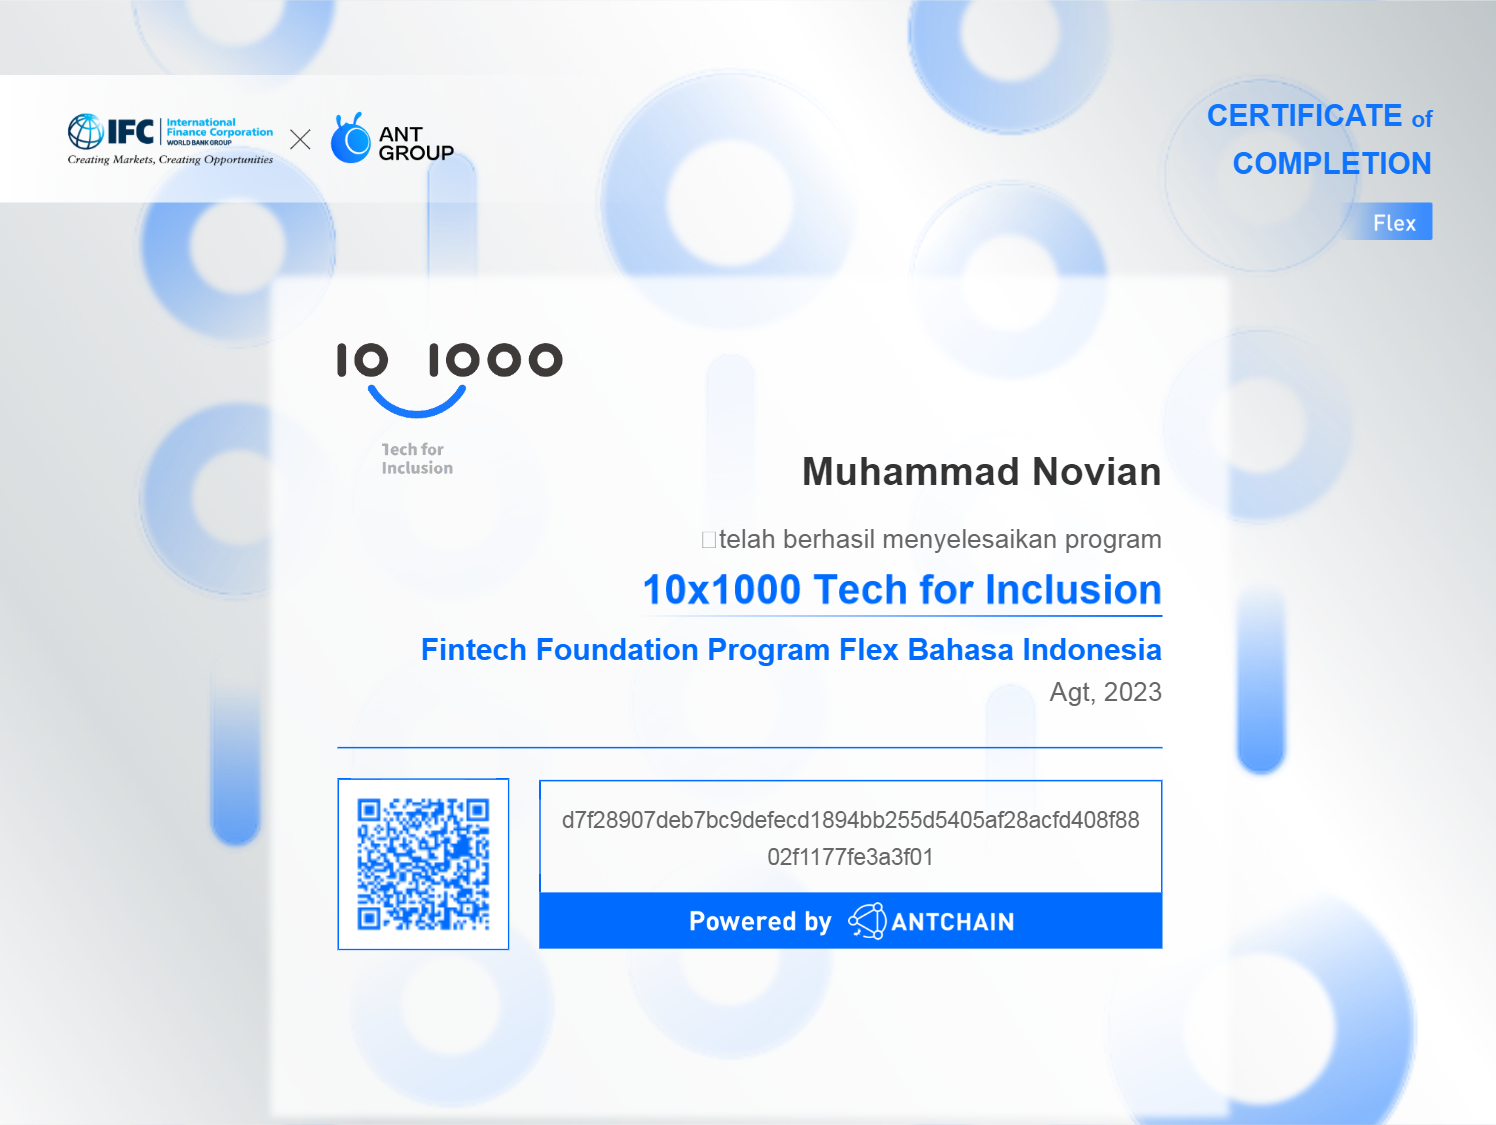 IFC
International
Finance Corporation
WORLD BANK GROUP
Creating Markets, Creating Opportunities
ANT
GROUP
CERTIFICATE of
COMPLETION
Flex
10 1000
Tech for
Inclusion
Muhammad Novian
telah berhasil menyelesaikan program
10x1000 Tech for Inclusion
Fintech Foundation Program Flex Bahasa Indonesia
Agt, 2023
d7f28907deb7bc9defecd1894bb255d5405af28acfd408f88
02f1177fe3a3f01
Powered by ANTCHAIN